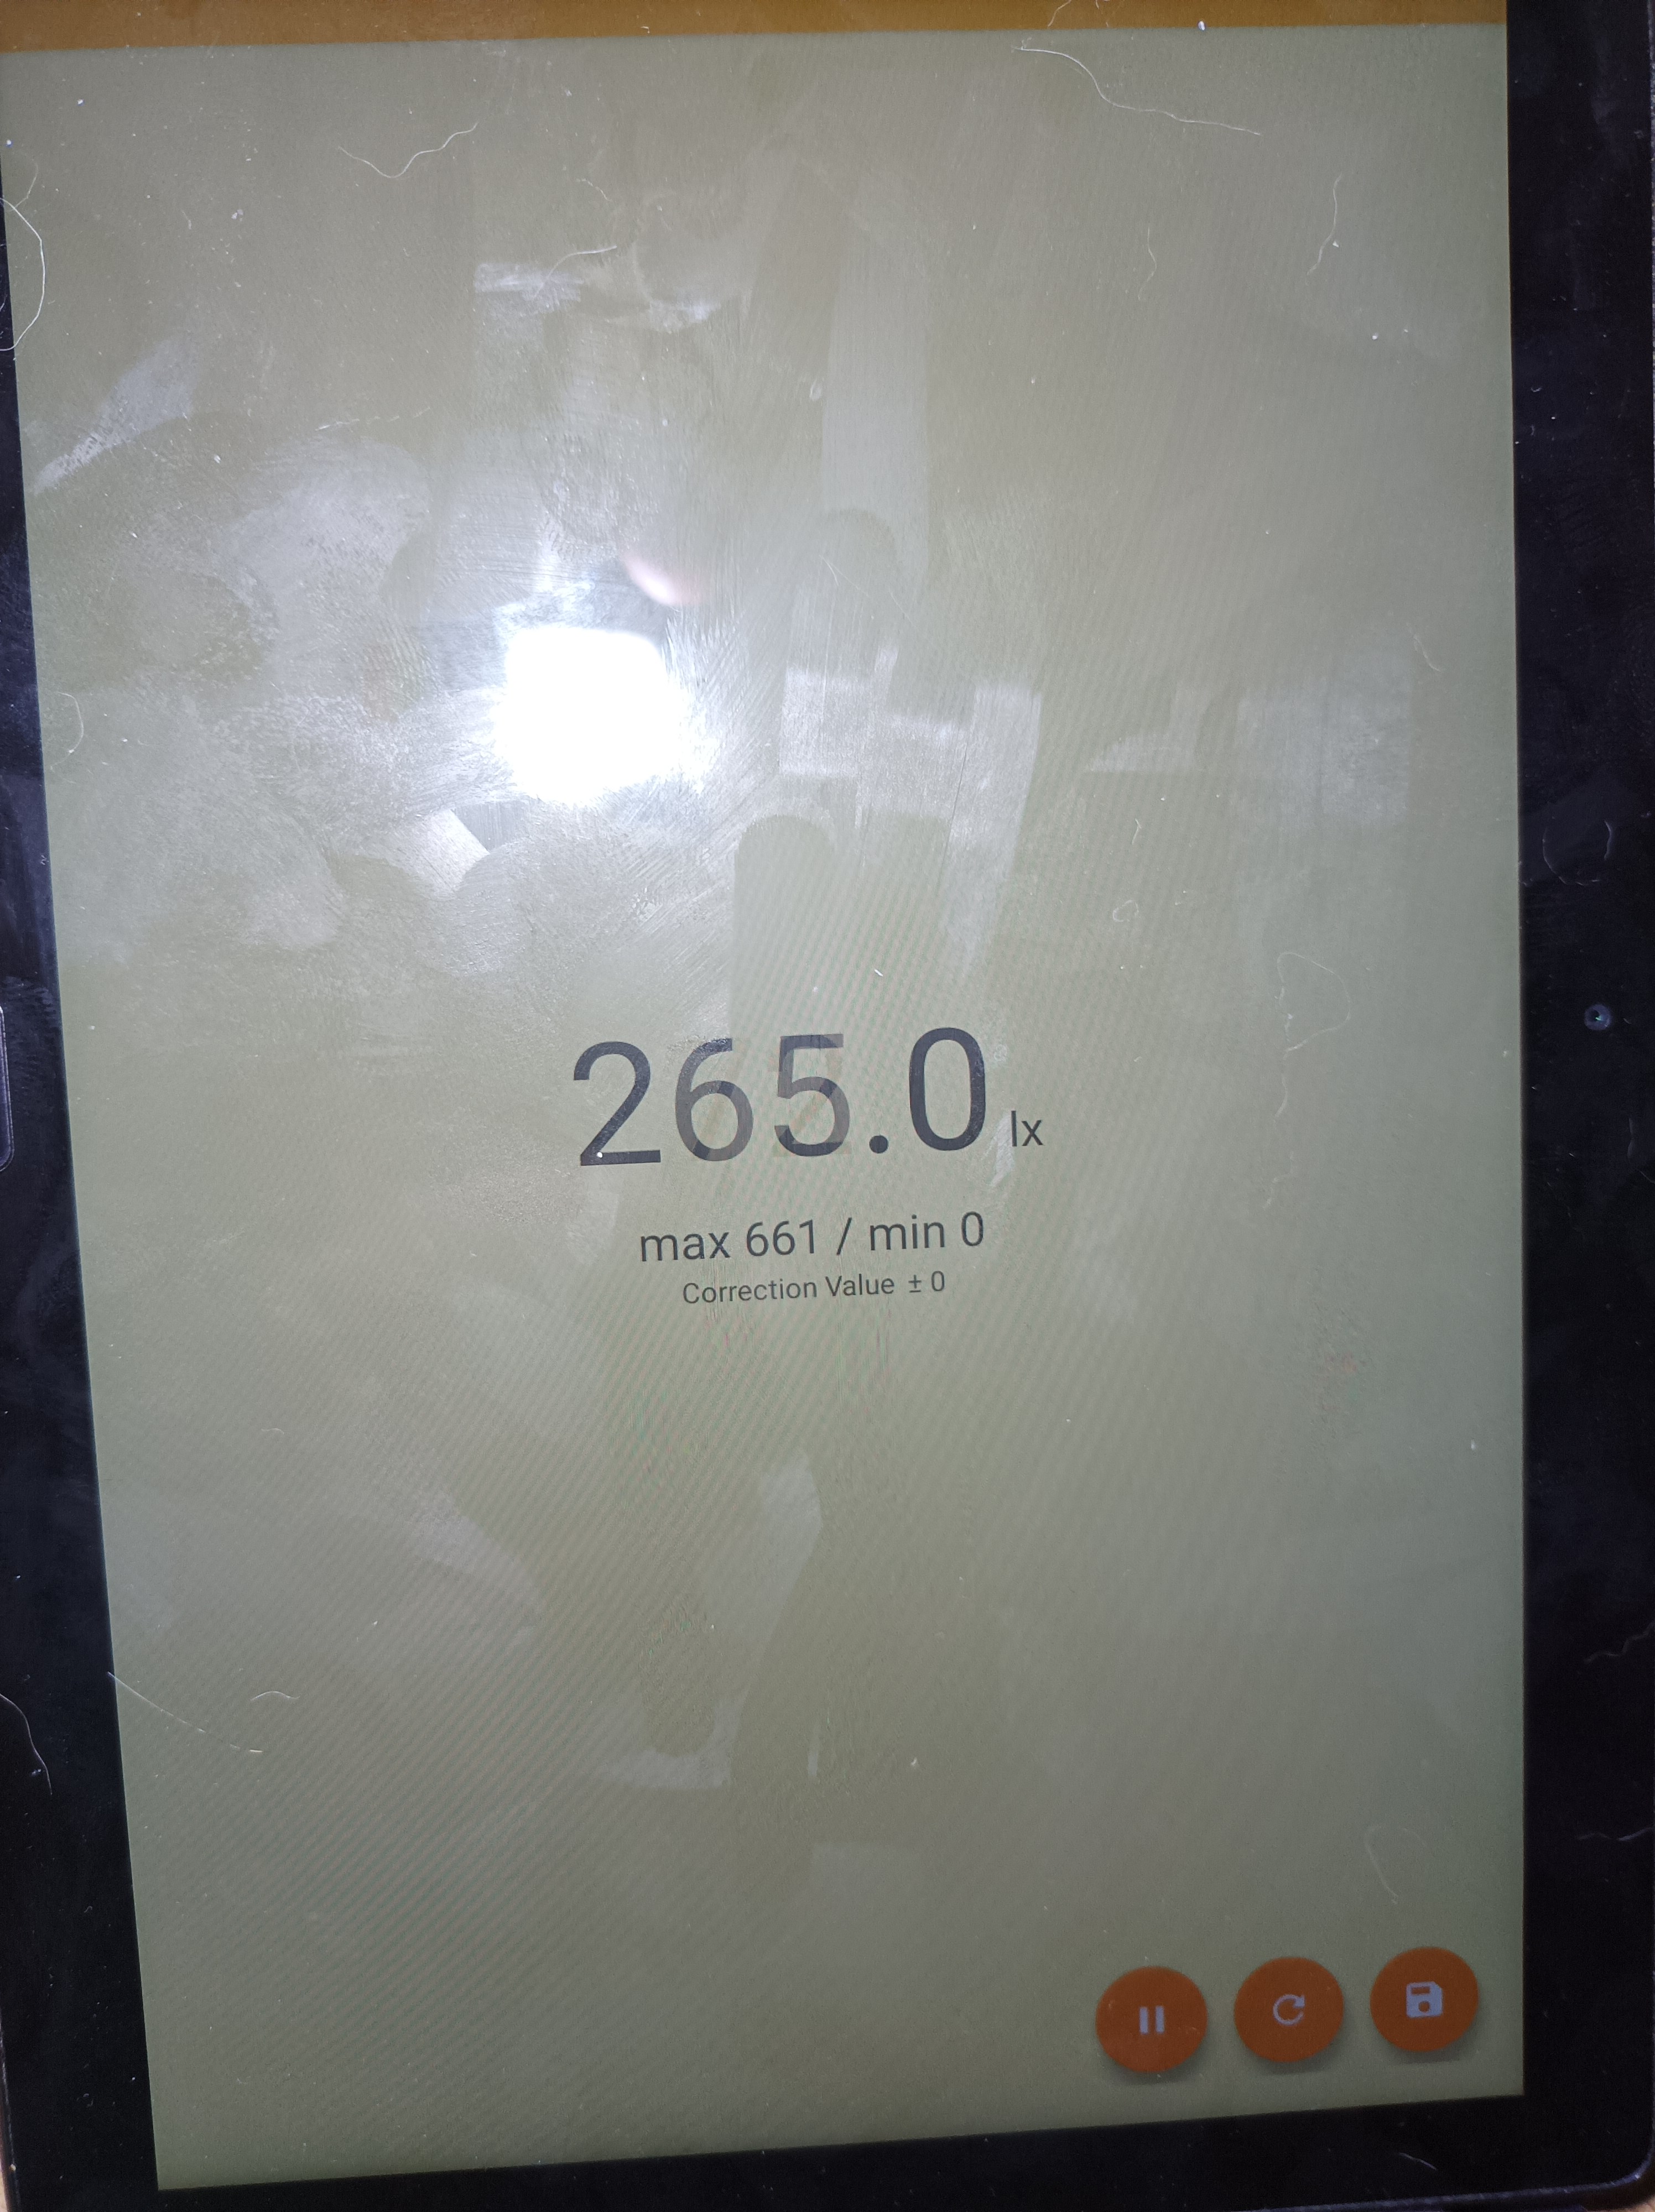 265.0 lx
max 661 / min 0
Correction Value ± 0